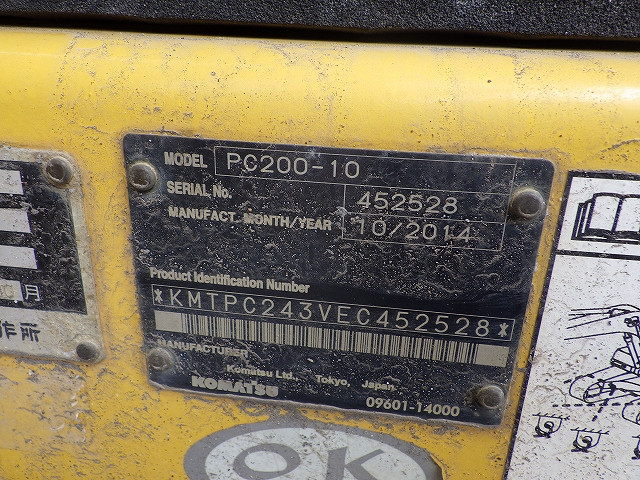 MODEL PC200-10
SERIAL No. 452528
MANUFACT. MONTH/YEAR 10/2014
Product Identification Number
*KMTPC243VEC452528*
MANUFACTURER
Komatsu Ltd., Tokyo, Japan
KOMATSU
09601-14000
月
作所
OK